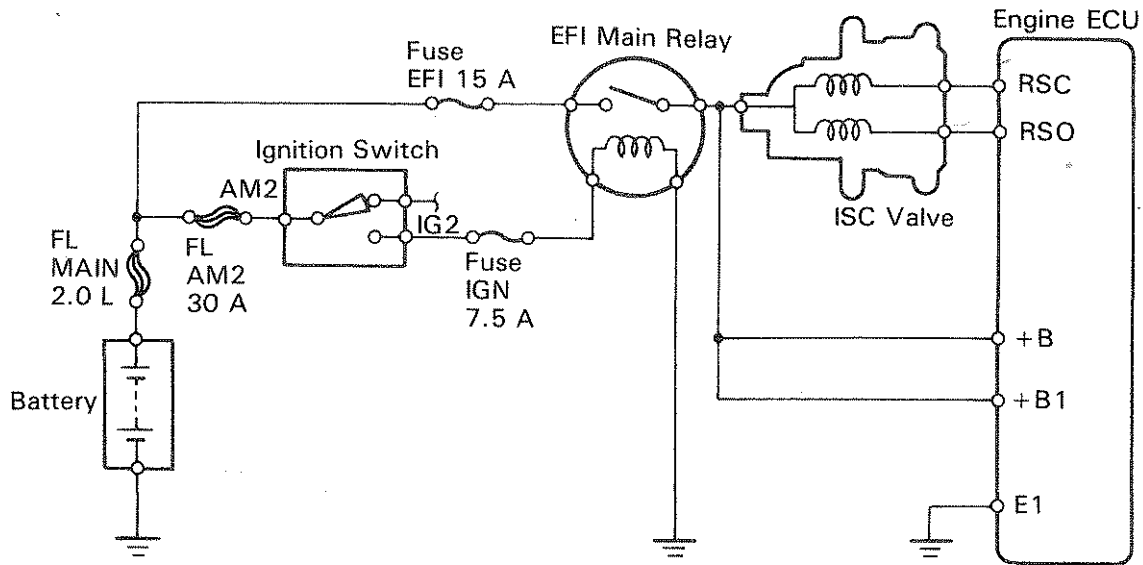 Engine ECU
EFI Main Relay
Fuse
EFI 15 A
RSC
RSO
Ignition Switch
AM2
IG2
ISC Valve
FL
MAIN
2.0 L
FL
AM2
30 A
Fuse
IGN
7.5 A
+B
Battery
+B1
E1